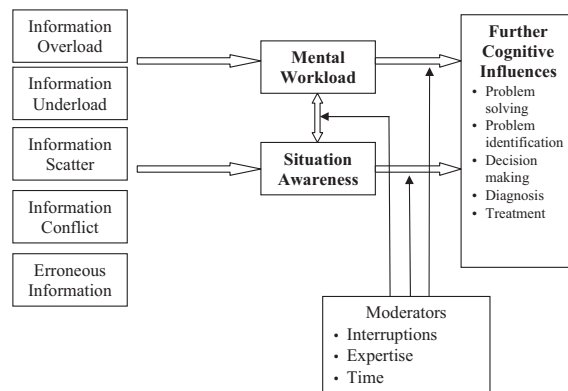 Information
Overload
Information
Underload
Information
Scatter
Information
Conflict
Erroneous
Information
Mental
Workload
Situation
Awareness
Further
Cognitive
Influences
• Problem
solving
• Problem
identification
• Decision
making
• Diagnosis
• Treatment
Moderators
• Interruptions
• Expertise
• Time